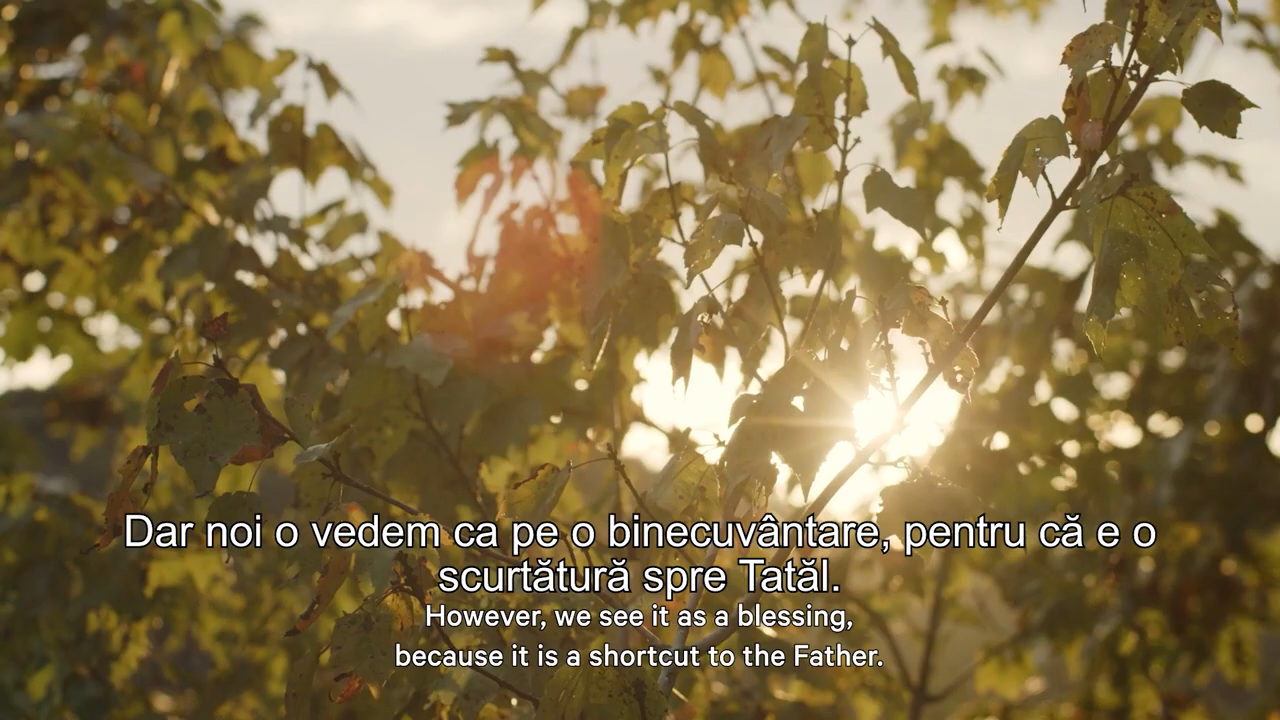 Dar noi o vedem ca pe o binecuvântare, pentru că e o
scurtătură spre Tatăl.
However, we see it as a blessing,
because it is a shortcut to the Father.